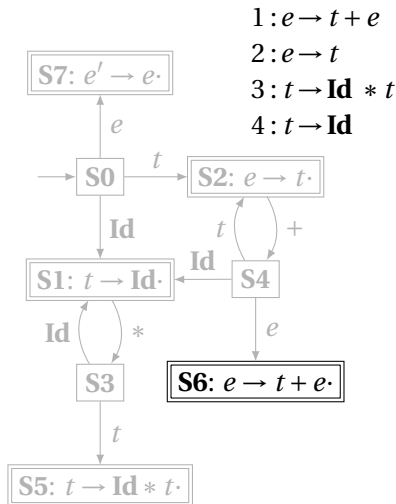 1 : e → t + e
2 : e → t
3 : t → Id * t
4 : t → Id
S7: e′ → e·
e
S0
t
S2: e → t·
Id
t
+
Id
S1: t → Id·
S4
Id
*
e
S3
S6: e → t + e·
t
S5: t → Id * t·